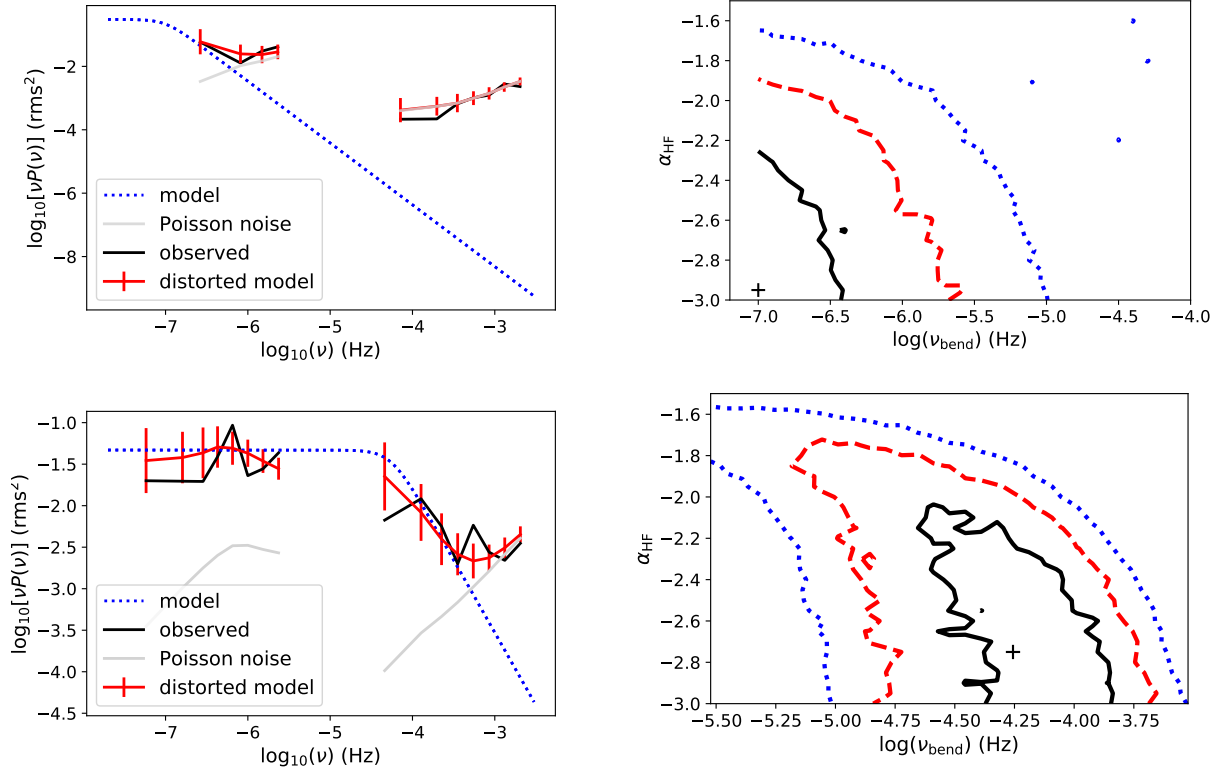 log₁₀[νP(ν)] (rms²)
−2
−4
−6
−8
model
Poisson noise
observed
distorted model
−7 −6 −5 −4 −3
log₁₀(ν) (Hz)
α_HF
−1.6
−1.8
−2.0
−2.2
−2.4
−2.6
−2.8
−3.0
−7.0 −6.5 −6.0 −5.5 −5.0 −4.5 −4.0
log(ν_bend) (Hz)
log₁₀[νP(ν)] (rms²)
−1.0
−1.5
−2.0
−2.5
−3.0
−3.5
−4.0
−4.5
model
observed
Poisson noise
distorted model
−7 −6 −5 −4 −3
log₁₀(ν) (Hz)
α_HF
−1.6
−1.8
−2.0
−2.2
−2.4
−2.6
−2.8
−3.0
−5.50 −5.25 −5.00 −4.75 −4.50 −4.25 −4.00 −3.75
log(ν_bend) (Hz)